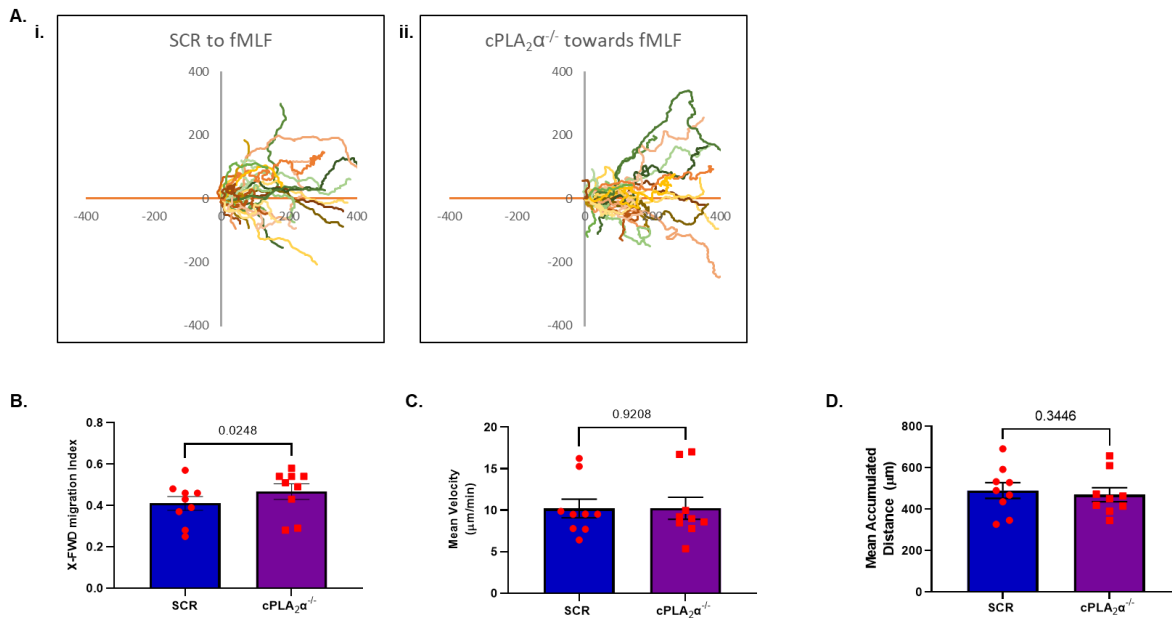 A.
i.
SCR to fMLF
400
200
0
-400 -200 0 200 400
-200
-400
ii.
cPLA₂α⁻/⁻ towards fMLF
400
200
0
-400 -200 0 200 400
-200
-400
B.
0.8
0.6
0.4
0.2
0.0
X-FWD migration Index
0.0248
SCR cPLA₂α⁻/⁻
C.
20
15
10
5
0
Mean Velocity
(μm/min)
0.9208
SCR cPLA₂α⁻/⁻
D.
800
600
400
200
0
Mean Accumulated
Distance (μm)
0.3446
SCR cPLA₂α⁻/⁻